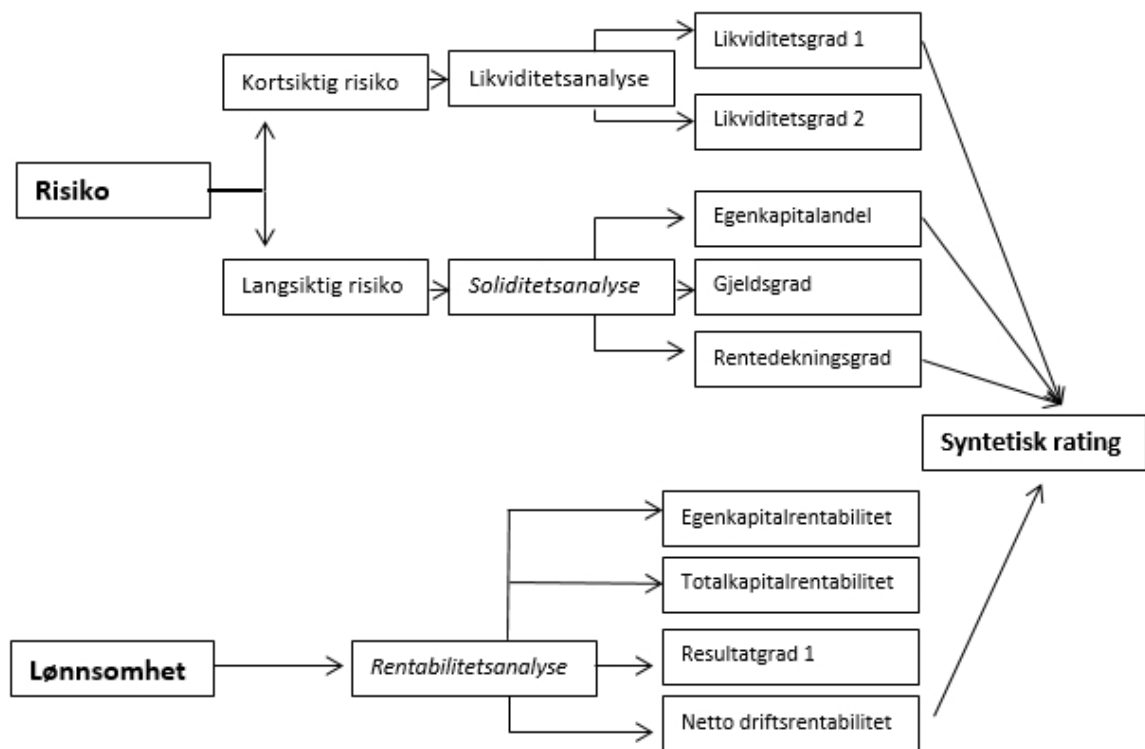 Likviditetsgrad 1
Kortsiktig risiko
Likviditetsanalyse
Likviditetsgrad 2
Risiko
Egenkapitalandel
Langsiktig risiko
Soliditetsanalyse
Gjeldsgrad
Rentedekningsgrad
Syntetisk rating
Egenkapitalrentabilitet
Totalkapitalrentabilitet
Lønnsomhet
Rentabilitetsanalyse
Resultatgrad 1
Netto driftsrentabilitet